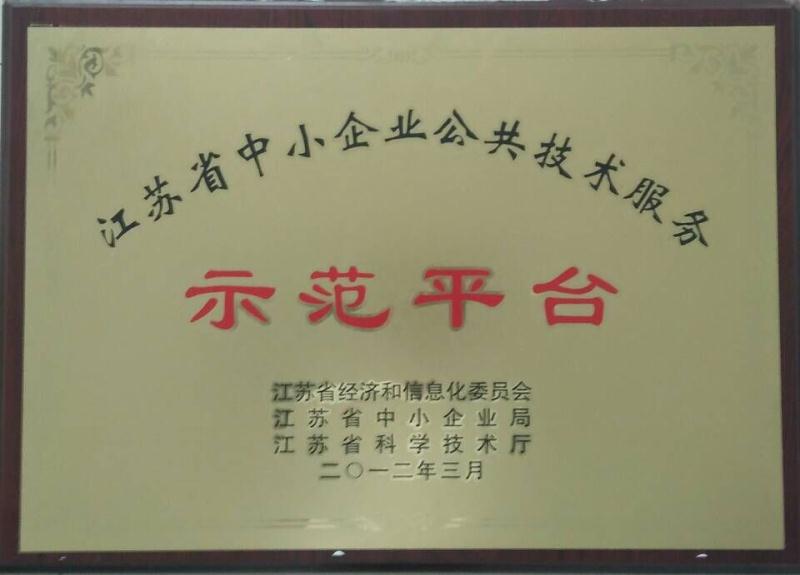 江苏省中小企业公共技术服务
示范平台
江苏省经济和信息化委员会
江苏省中小企业局
江苏省科学技术厅
二〇一二年三月